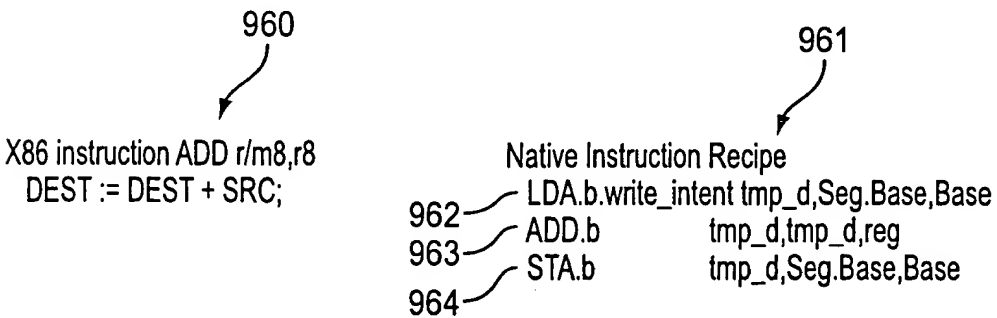 960
961
X86 instruction ADD r/m8,r8
DEST := DEST + SRC;
Native Instruction Recipe
962 LDA.b.write_intent tmp_d,Seg.Base,Base
963 ADD.b tmp_d,tmp_d,reg
964 STA.b tmp_d,Seg.Base,Base